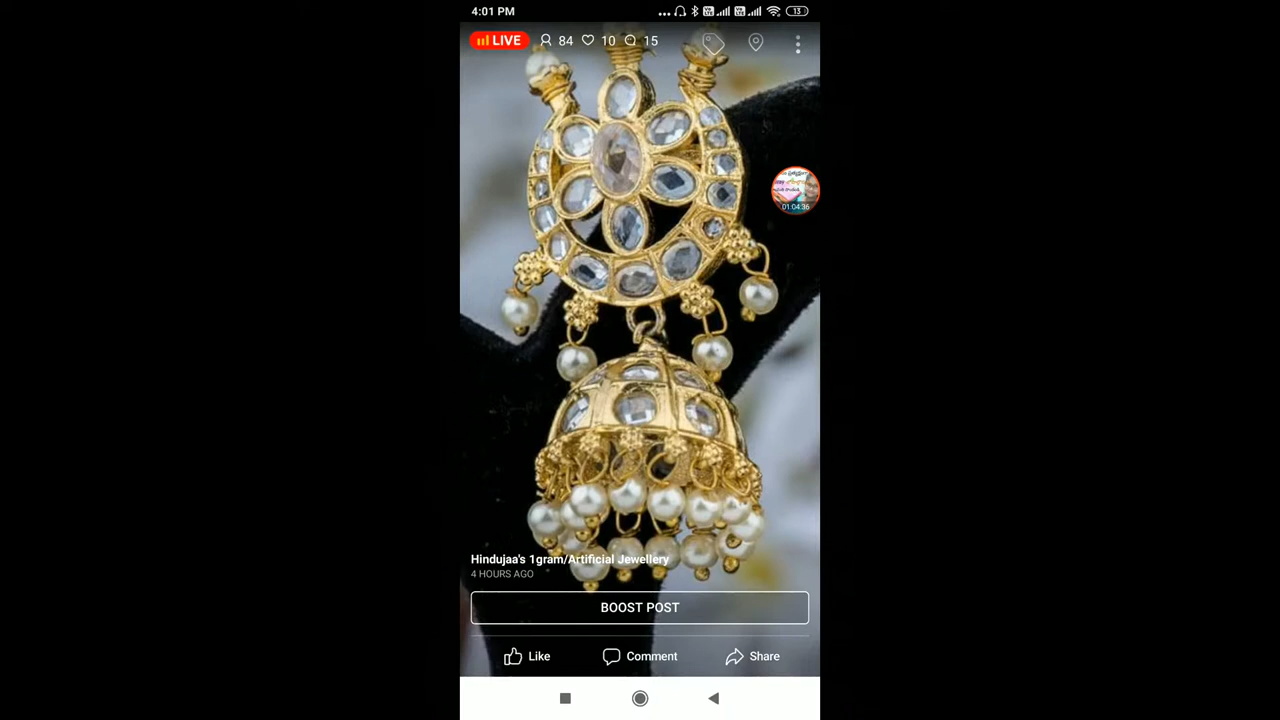 4:01 PM
13
LIVE 84 10 15
01:04:36
Hindujaa's 1gram/Artificial Jewellery
4 HOURS AGO
BOOST POST
Like Comment Share